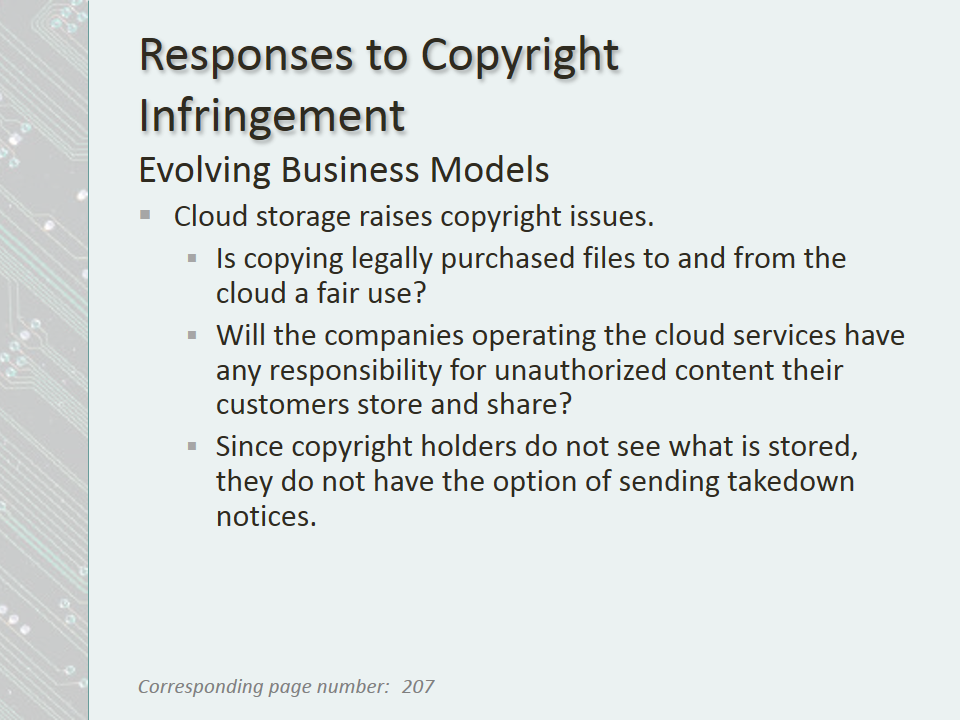 Responses to Copyright
Infringement
Evolving Business Models
▪ Cloud storage raises copyright issues.
▪ Is copying legally purchased files to and from the
cloud a fair use?
▪ Will the companies operating the cloud services have
any responsibility for unauthorized content their
customers store and share?
▪ Since copyright holders do not see what is stored,
they do not have the option of sending takedown
notices.
Corresponding page number: 207